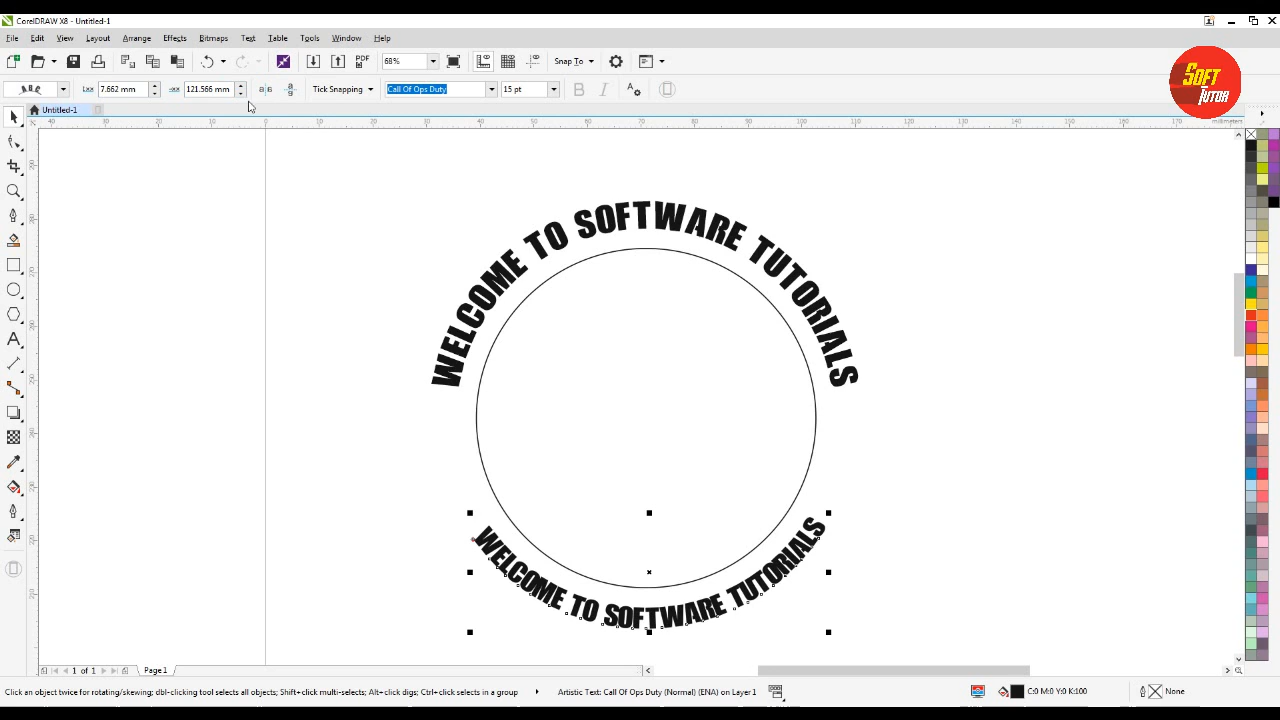 CorelDRAW X8 - Untitled-1
File Edit View Layout Arrange Effects Bitmaps Text Table Tools Window Help
PDF 68% Snap To
7.662 mm 121.566 mm Tick Snapping Call Of Ops Duty 15 pt
Untitled-1
SOFT
TUTOR
millimeters
WELCOME TO SOFTWARE TUTORIALS
WELCOME TO SOFTWARE TUTORIALS
1 of 1 Page 1
Click an object twice for rotating/skewing; dbl-clicking tool selects all objects; Shift+click multi-selects; Alt+click digs; Ctrl+click selects in a group Artistic Text: Call Of Ops Duty (Normal) (ENA) on Layer 1 C:0 M:0 Y:0 K:100 None